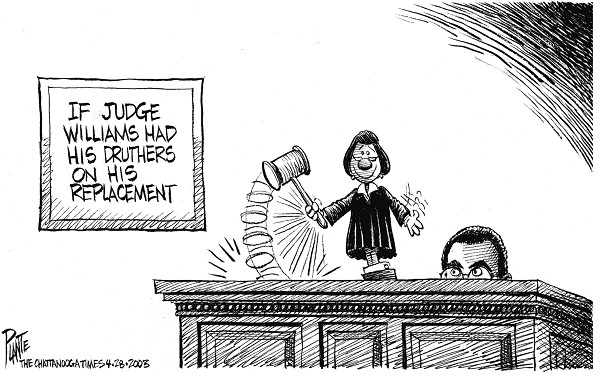 IF JUDGE
WILLIAMS HAD
HIS DRUTHERS
ON HIS
REPLACEMENT
PLANTE
THE CHATTANOOGA TIMES 4.28.2003